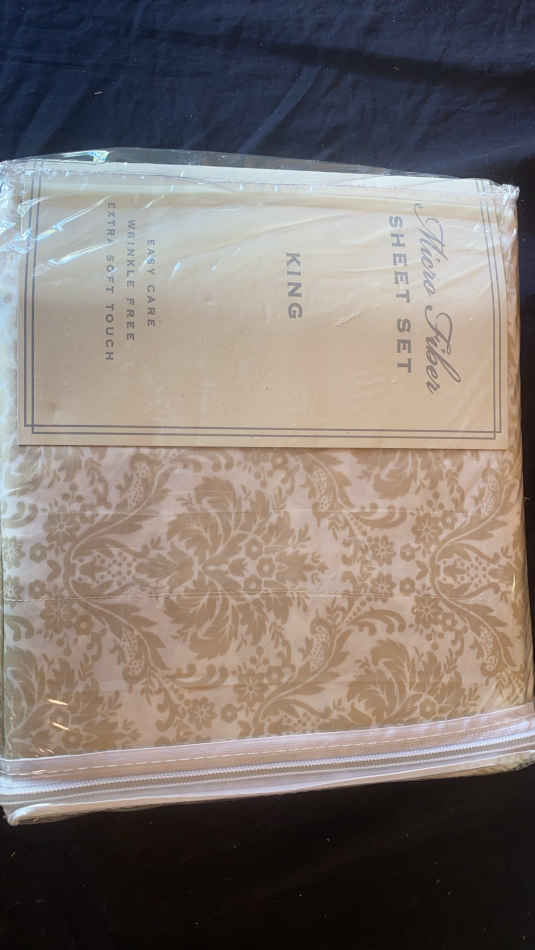 Micro Fiber
SHEET SET
KING
EASY CARE
WRINKLE FREE
EXTRA SOFT TOUCH